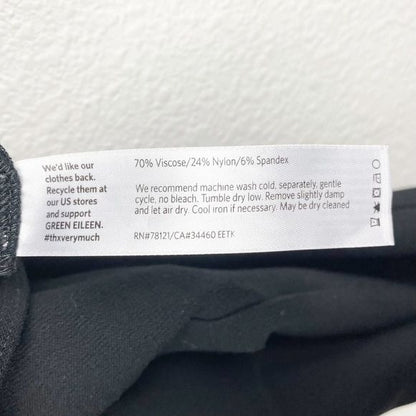 We'd like our
clothes back.
Recycle them at
our US stores
and support
GREEN EILEEN.
#thxverymuch
70% Viscose/24% Nylon/6% Spandex
We recommend machine wash cold, separately, gentle
cycle, no bleach. Tumble dry low. Remove slightly damp
and let air dry. Cool iron if necessary. May be dry cleaned
RN#78121/CA#34460 EETK